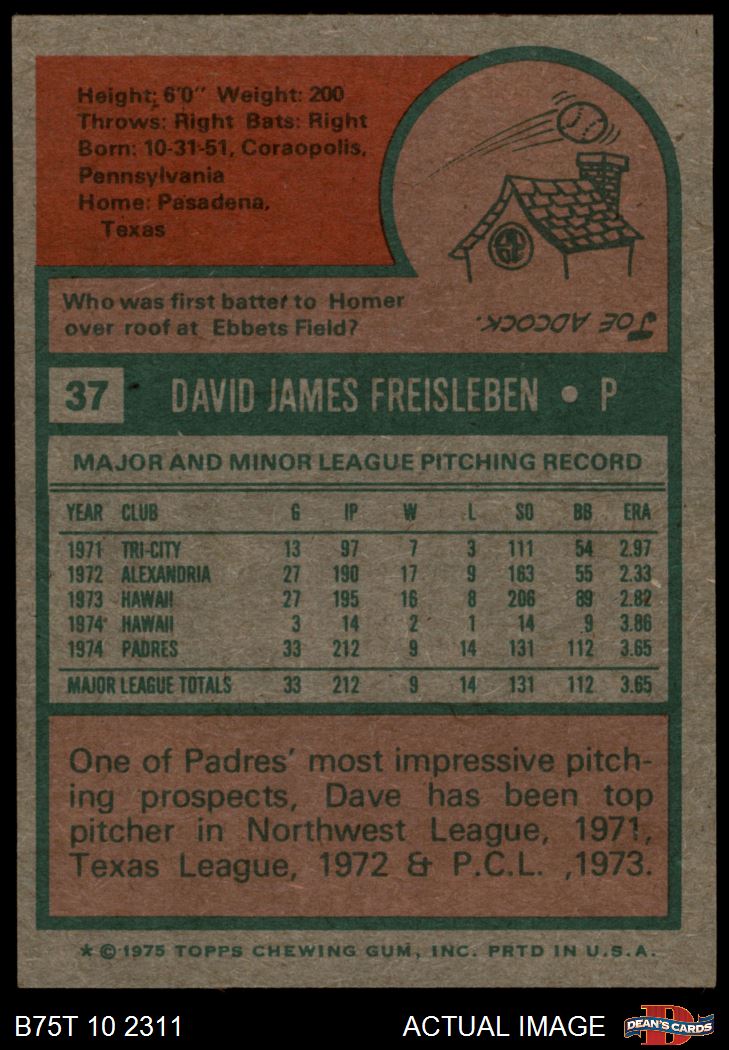 Height; 6'0" Weight: 200
Throws: Right Bats: Right
Born: 10-31-51, Coraopolis,
Pennsylvania
Home: Pasadena,
Texas
Who was first batter to Homer
over roof at Ebbets Field?
JOE ADCOCK.
37 DAVID JAMES FREISLEBEN • P
MAJOR AND MINOR LEAGUE PITCHING RECORD
YEAR CLUB G IP W L SO BB ERA
1971 TRI-CITY 13 97 7 3 111 54 2.97
1972 ALEXANDRIA 27 190 17 9 163 55 2.33
1973 HAWAII 27 195 16 8 206 89 2.82
1974 HAWAII 3 14 2 1 14 9 3.86
1974 PADRES 33 212 9 14 131 112 3.65
MAJOR LEAGUE TOTALS 33 212 9 14 131 112 3.65
One of Padres' most impressive pitch-
ing prospects, Dave has been top
pitcher in Northwest League, 1971,
Texas League, 1972 & P.C.L. ,1973.
* © 1975 TOPPS CHEWING GUM, INC. PRTD IN U.S.A.
B75T 10 2311 ACTUAL IMAGE DEAN'S CARDS